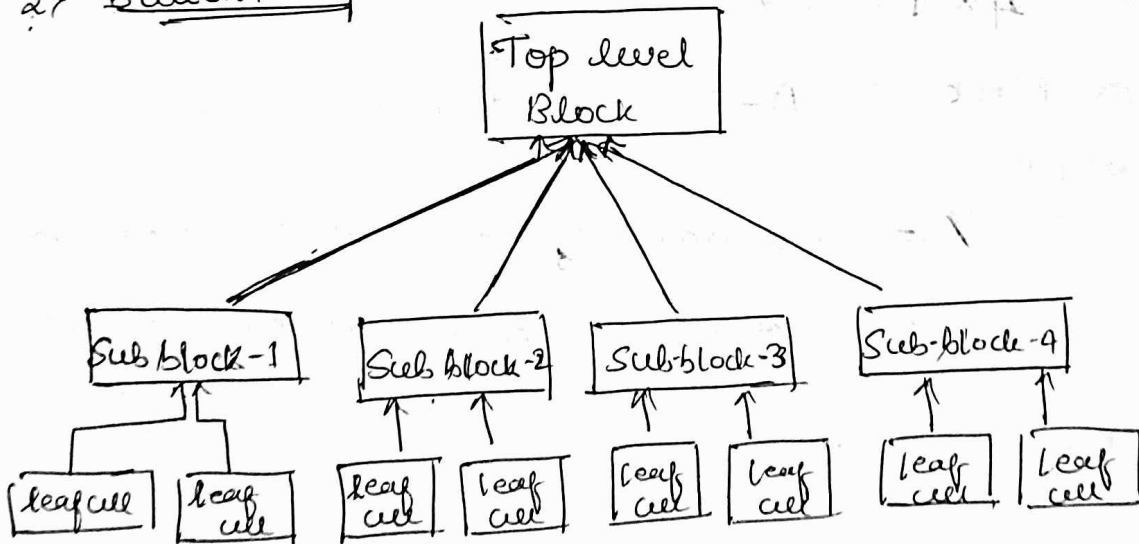 2)
Top level
Block
Sub block-1
Sub block-2
Sub-block-3
Sub-block-4
leaf cell
leaf
cell
leaf
cell
leaf
cell
leaf
cell
leaf
cell
leaf
cell
leaf
cell